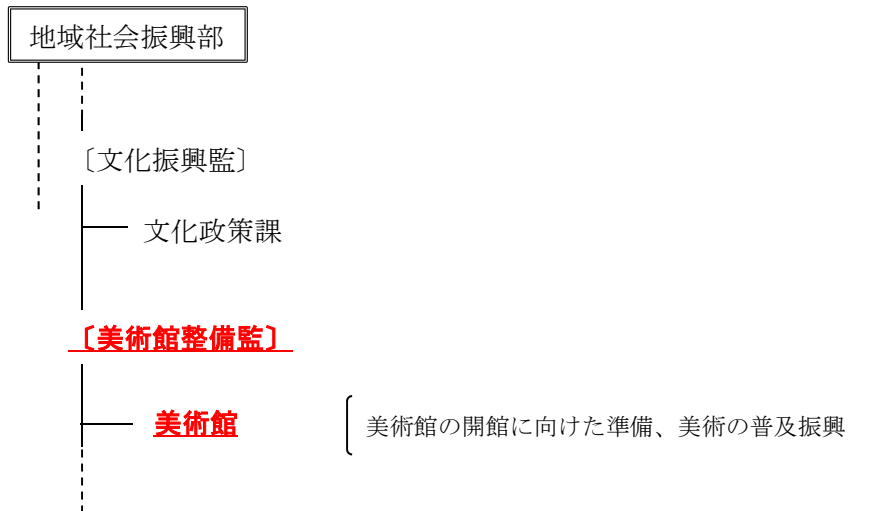 地域社会振興部
〔文化振興監〕
文化政策課
〔美術館整備監〕
美術館
美術館の開館に向けた準備、美術の普及振興